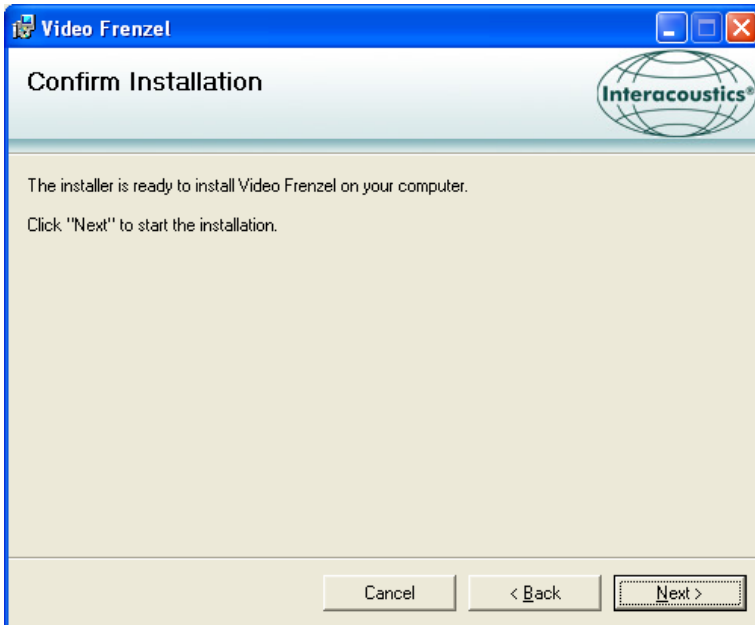 Video Frenzel
Confirm Installation
Interacoustics®
The installer is ready to install Video Frenzel on your computer.
Click "Next" to start the installation.
Cancel
< Back
Next >